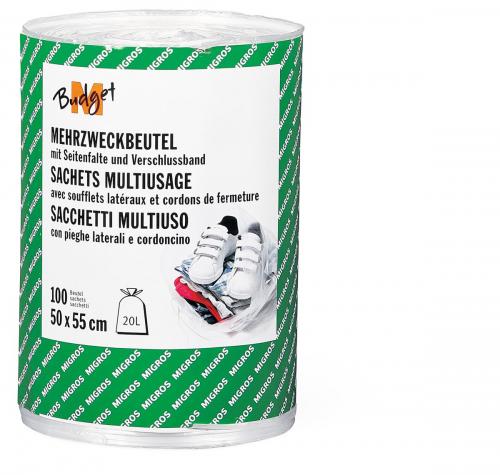 M
Budget
MEHRZWECKBEUTEL
mit Seitenfalte und Verschlussband
SACHETS MULTIUSAGE
avec soufflets latéraux et cordons de fermeture
SACCHETTI MULTIUSO
con pieghe laterali e cordoncino
100 Beutel
sachets
sacchetti
50 x 55 cm
20L
MIGROS MIGROS MIGROS MIGROS MIGROS